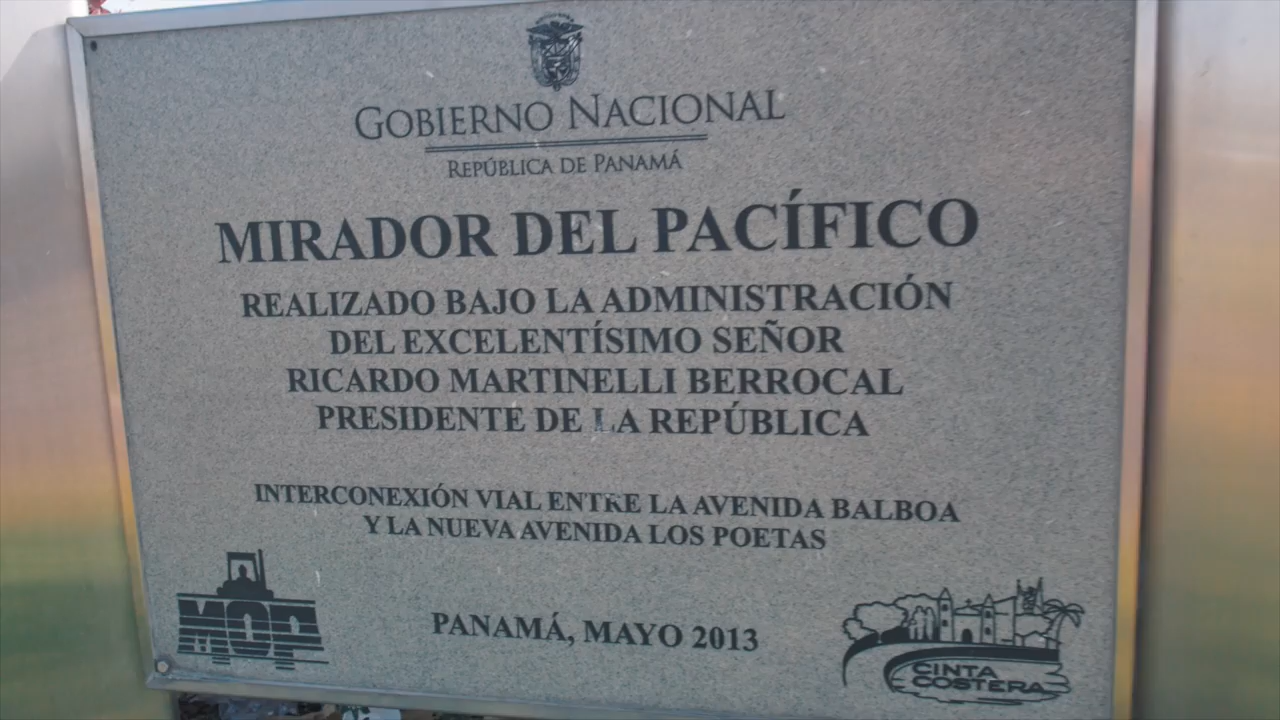 GOBIERNO NACIONAL
REPÚBLICA DE PANAMÁ
MIRADOR DEL PACÍFICO
REALIZADO BAJO LA ADMINISTRACIÓN
DEL EXCELENTÍSIMO SEÑOR
RICARDO MARTINELLI BERROCAL
PRESIDENTE DE LA REPÚBLICA
INTERCONEXIÓN VIAL ENTRE LA AVENIDA BALBOA
Y LA NUEVA AVENIDA LOS POETAS
MOP
PANAMÁ, MAYO 2013
CINTA
COSTERA